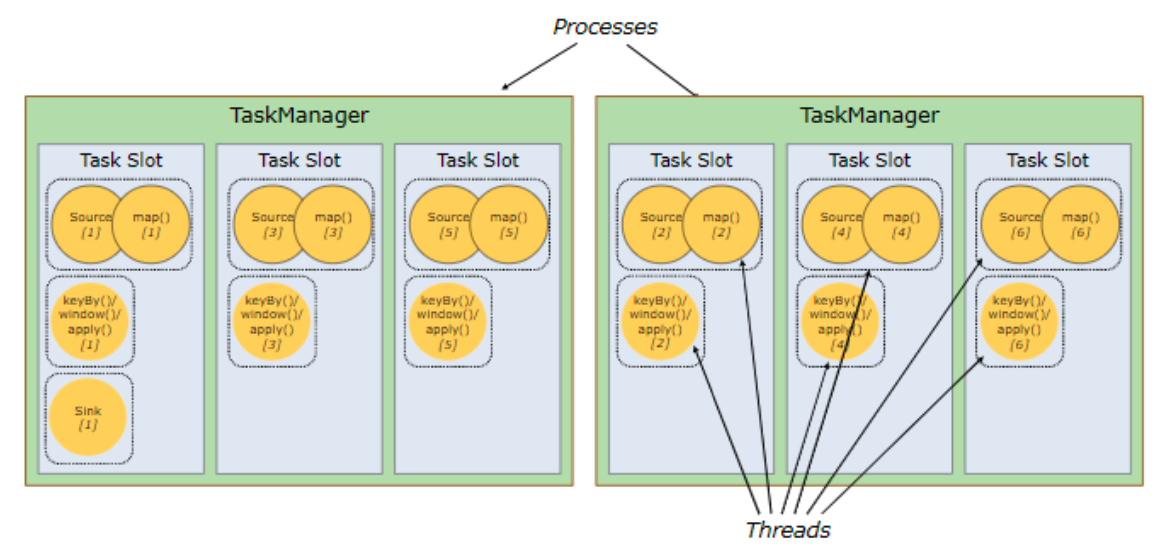 Processes
TaskManager
Task Slot
Source
[1]
map()
[1]
keyBy()/
window()/
apply()
[1]
Sink
[1]
Task Slot
Source
[3]
map()
[3]
keyBy()/
window()/
apply()
[3]
Task Slot
Source
[5]
map()
[5]
keyBy()/
window()/
apply()
[5]
TaskManager
Task Slot
Source
[2]
map()
[2]
keyBy()/
window()/
apply()
[2]
Task Slot
Source
[4]
map()
[4]
keyBy()/
window()/
apply()
[4]
Task Slot
Source
[6]
map()
[6]
keyBy()/
window()/
apply()
[6]
Threads